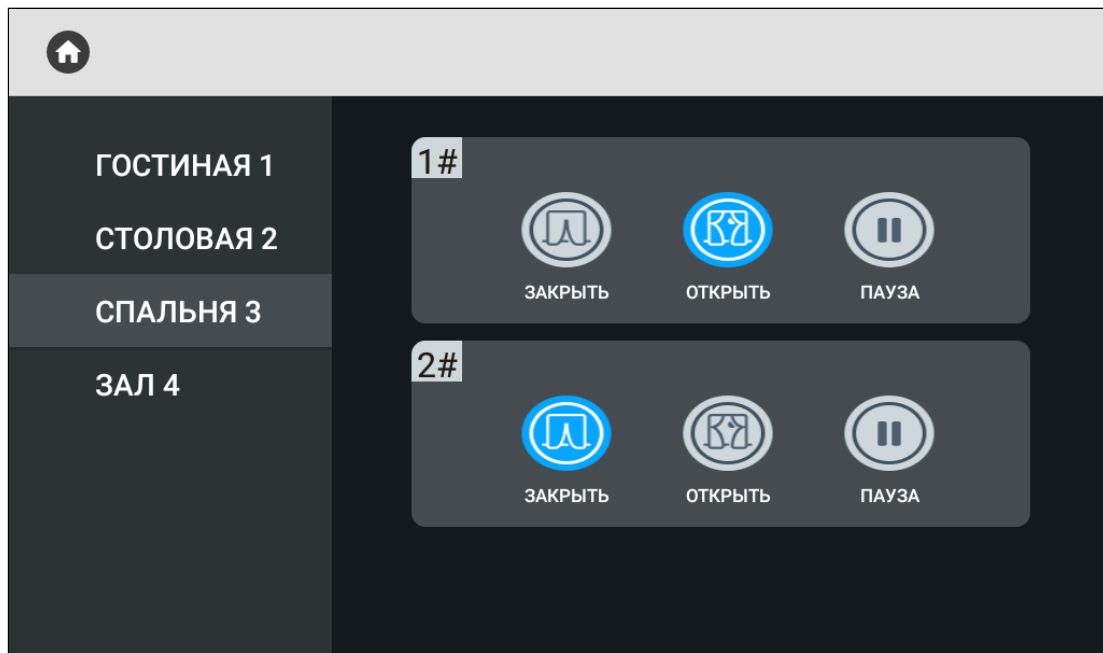 ГОСТИНАЯ 1
СТОЛОВАЯ 2
СПАЛЬНЯ 3
ЗАЛ 4
1#
ЗАКРЫТЬ ОТКРЫТЬ ПАУЗА
2#
ЗАКРЫТЬ ОТКРЫТЬ ПАУЗА